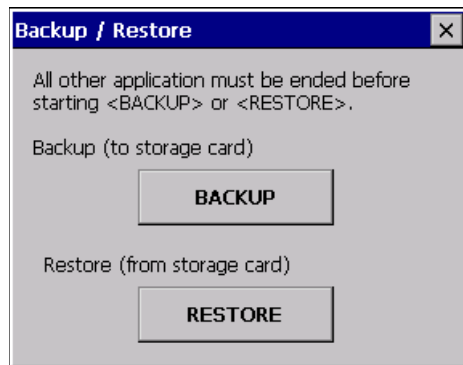 Backup / Restore
All other application must be ended before
starting <BACKUP> or <RESTORE>.
Backup (to storage card)
BACKUP
Restore (from storage card)
RESTORE